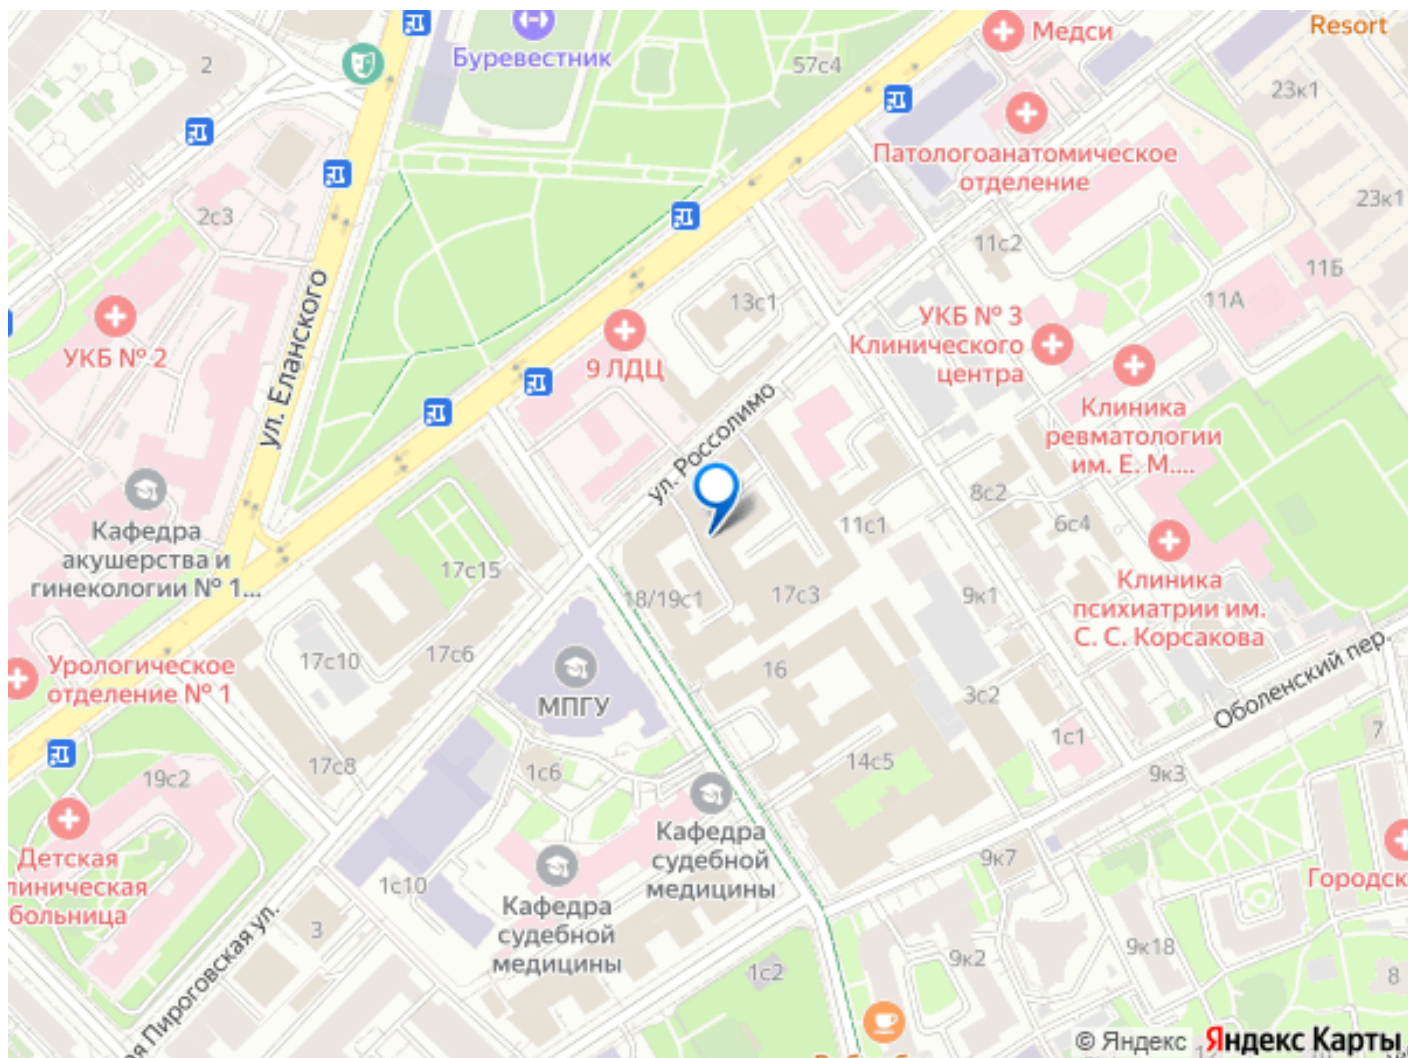 Resort
Медси
Буревестник
2
57с4
23к1
Патологоанатомическое
отделение
23к1
2с3
11с2
11Б
11А
13с1
УКБ № 3
Клинического
центра
УКБ № 2
ул. Еланского
9 ЛДЦ
ул. Россолимо
Клиника
ревматологии
им. Е. М....
8с2
6с4
11с1
Кафедра
акушерства и
гинекологии № 1...
17с15
18/19с1
17с3
9к1
Клиника
психиатрии им.
С. С. Корсакова
17с10
17с6
16
Урологическое
отделение № 1
МПГУ
3с2
Оболенский пер.
1с1
7
17с8
19с2
1с6
14с5
9к3
Кафедра
судебной
медицины
Детская
линическая
больница
1с10
Кафедра
судебной
медицины
9к7
Городск
3
ая Пироговская ул.
9к2
9к18
1с2
8
© Яндекс Яндекс Карты